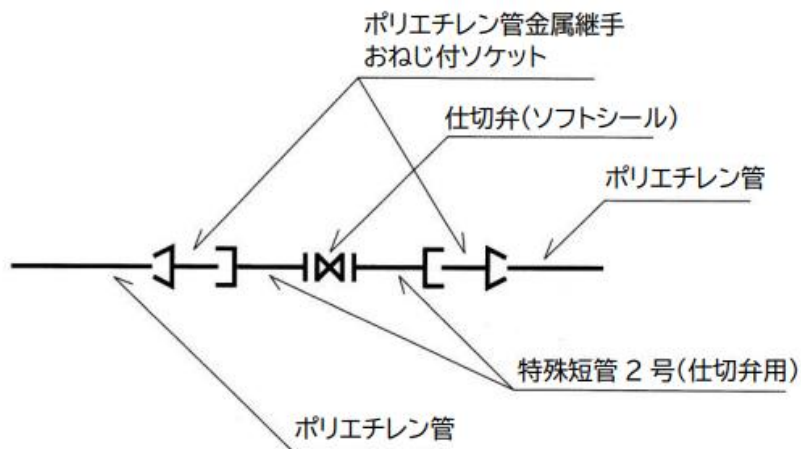 ポリエチレン管金属継手
おねじ付ソケット
仕切弁(ソフトシール)
ポリエチレン管
特殊短管2号(仕切弁用)
ポリエチレン管